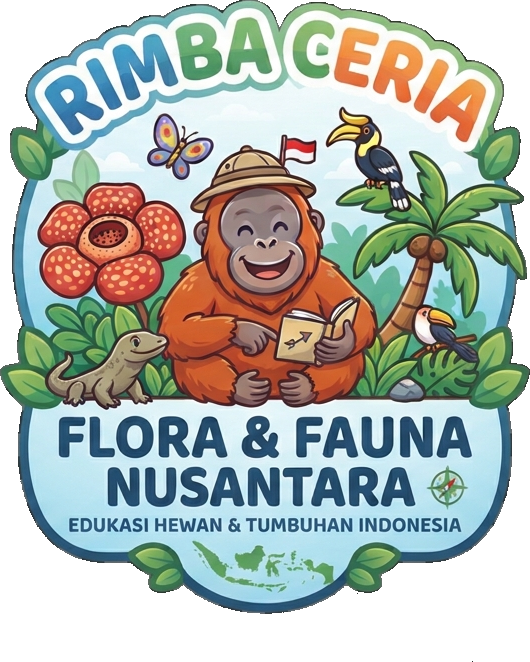 RIMBA CERIA
FLORA & FAUNA
NUSANTARA
EDUKASI HEWAN & TUMBUHAN INDONESIA